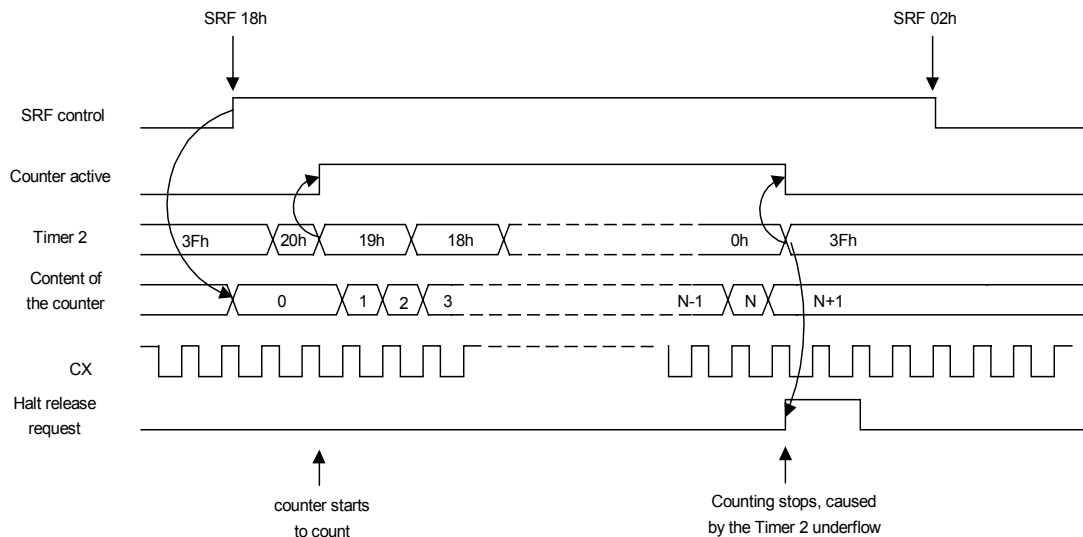 SRF 18h
SRF 02h
SRF control
Counter active
Timer 2
3Fh
20h
19h
18h
0h
3Fh
Content of
the counter
0
1
2
3
N-1
N
N+1
CX
Halt release
request
counter starts
to count
Counting stops, caused
by the Timer 2 underflow